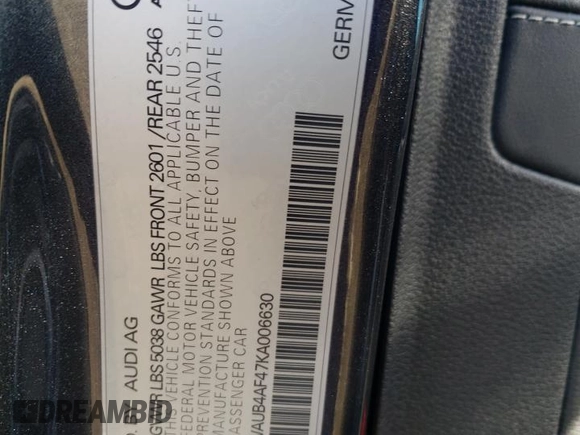 GERM
AUDI AG
GVWR LBS 5038 GAWR LBS FRONT 2601/REAR 2546
THIS VEHICLE CONFORMS TO ALL APPLICABLE U.S.
FEDERAL MOTOR VEHICLE SAFETY, BUMPER AND THEFT
PREVENTION STANDARDS IN EFFECT ON THE DATE OF
MANUFACTURE SHOWN ABOVE
PASSENGER CAR
WAUB4AF47KA006630
DREAMBID